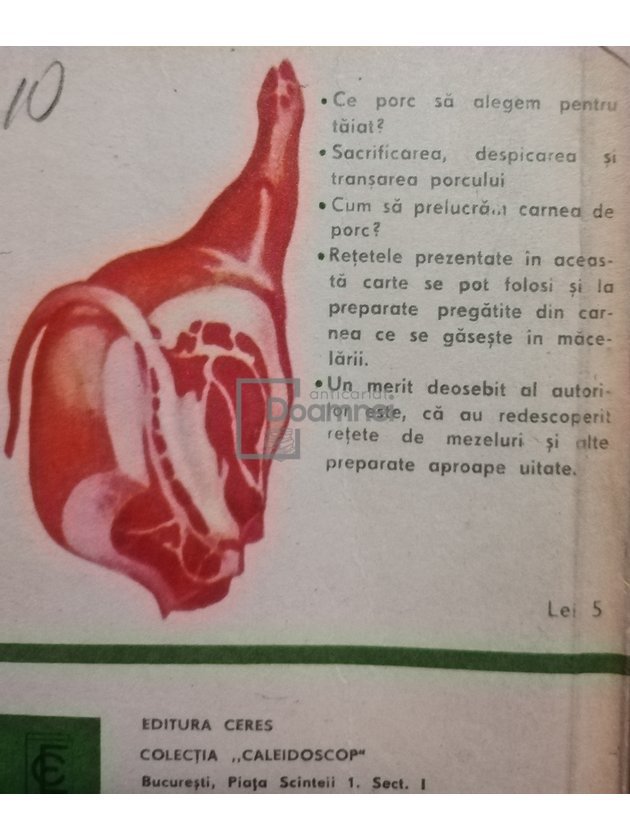 10
• Ce porc să alegem pentru
tăiat?
• Sacrificarea, despicarea și
tranșarea porcului
• Cum să prelucrăm carnea de
porc?
• Rețetele prezentate în aceas-
tă carte se pot folosi și la
preparate pregătite din car-
nea ce se găsește în măce-
lării.
• Un merit deosebit al autori-
lor este, că au redescoperit
rețete de mezeluri și alte
preparate aproape uitate.
anticariat
Doamnei
Lei 5
EDITURA CERES
COLECȚIA „CALEIDOSCOP"
București, Piața Scinteii 1. Sect. I